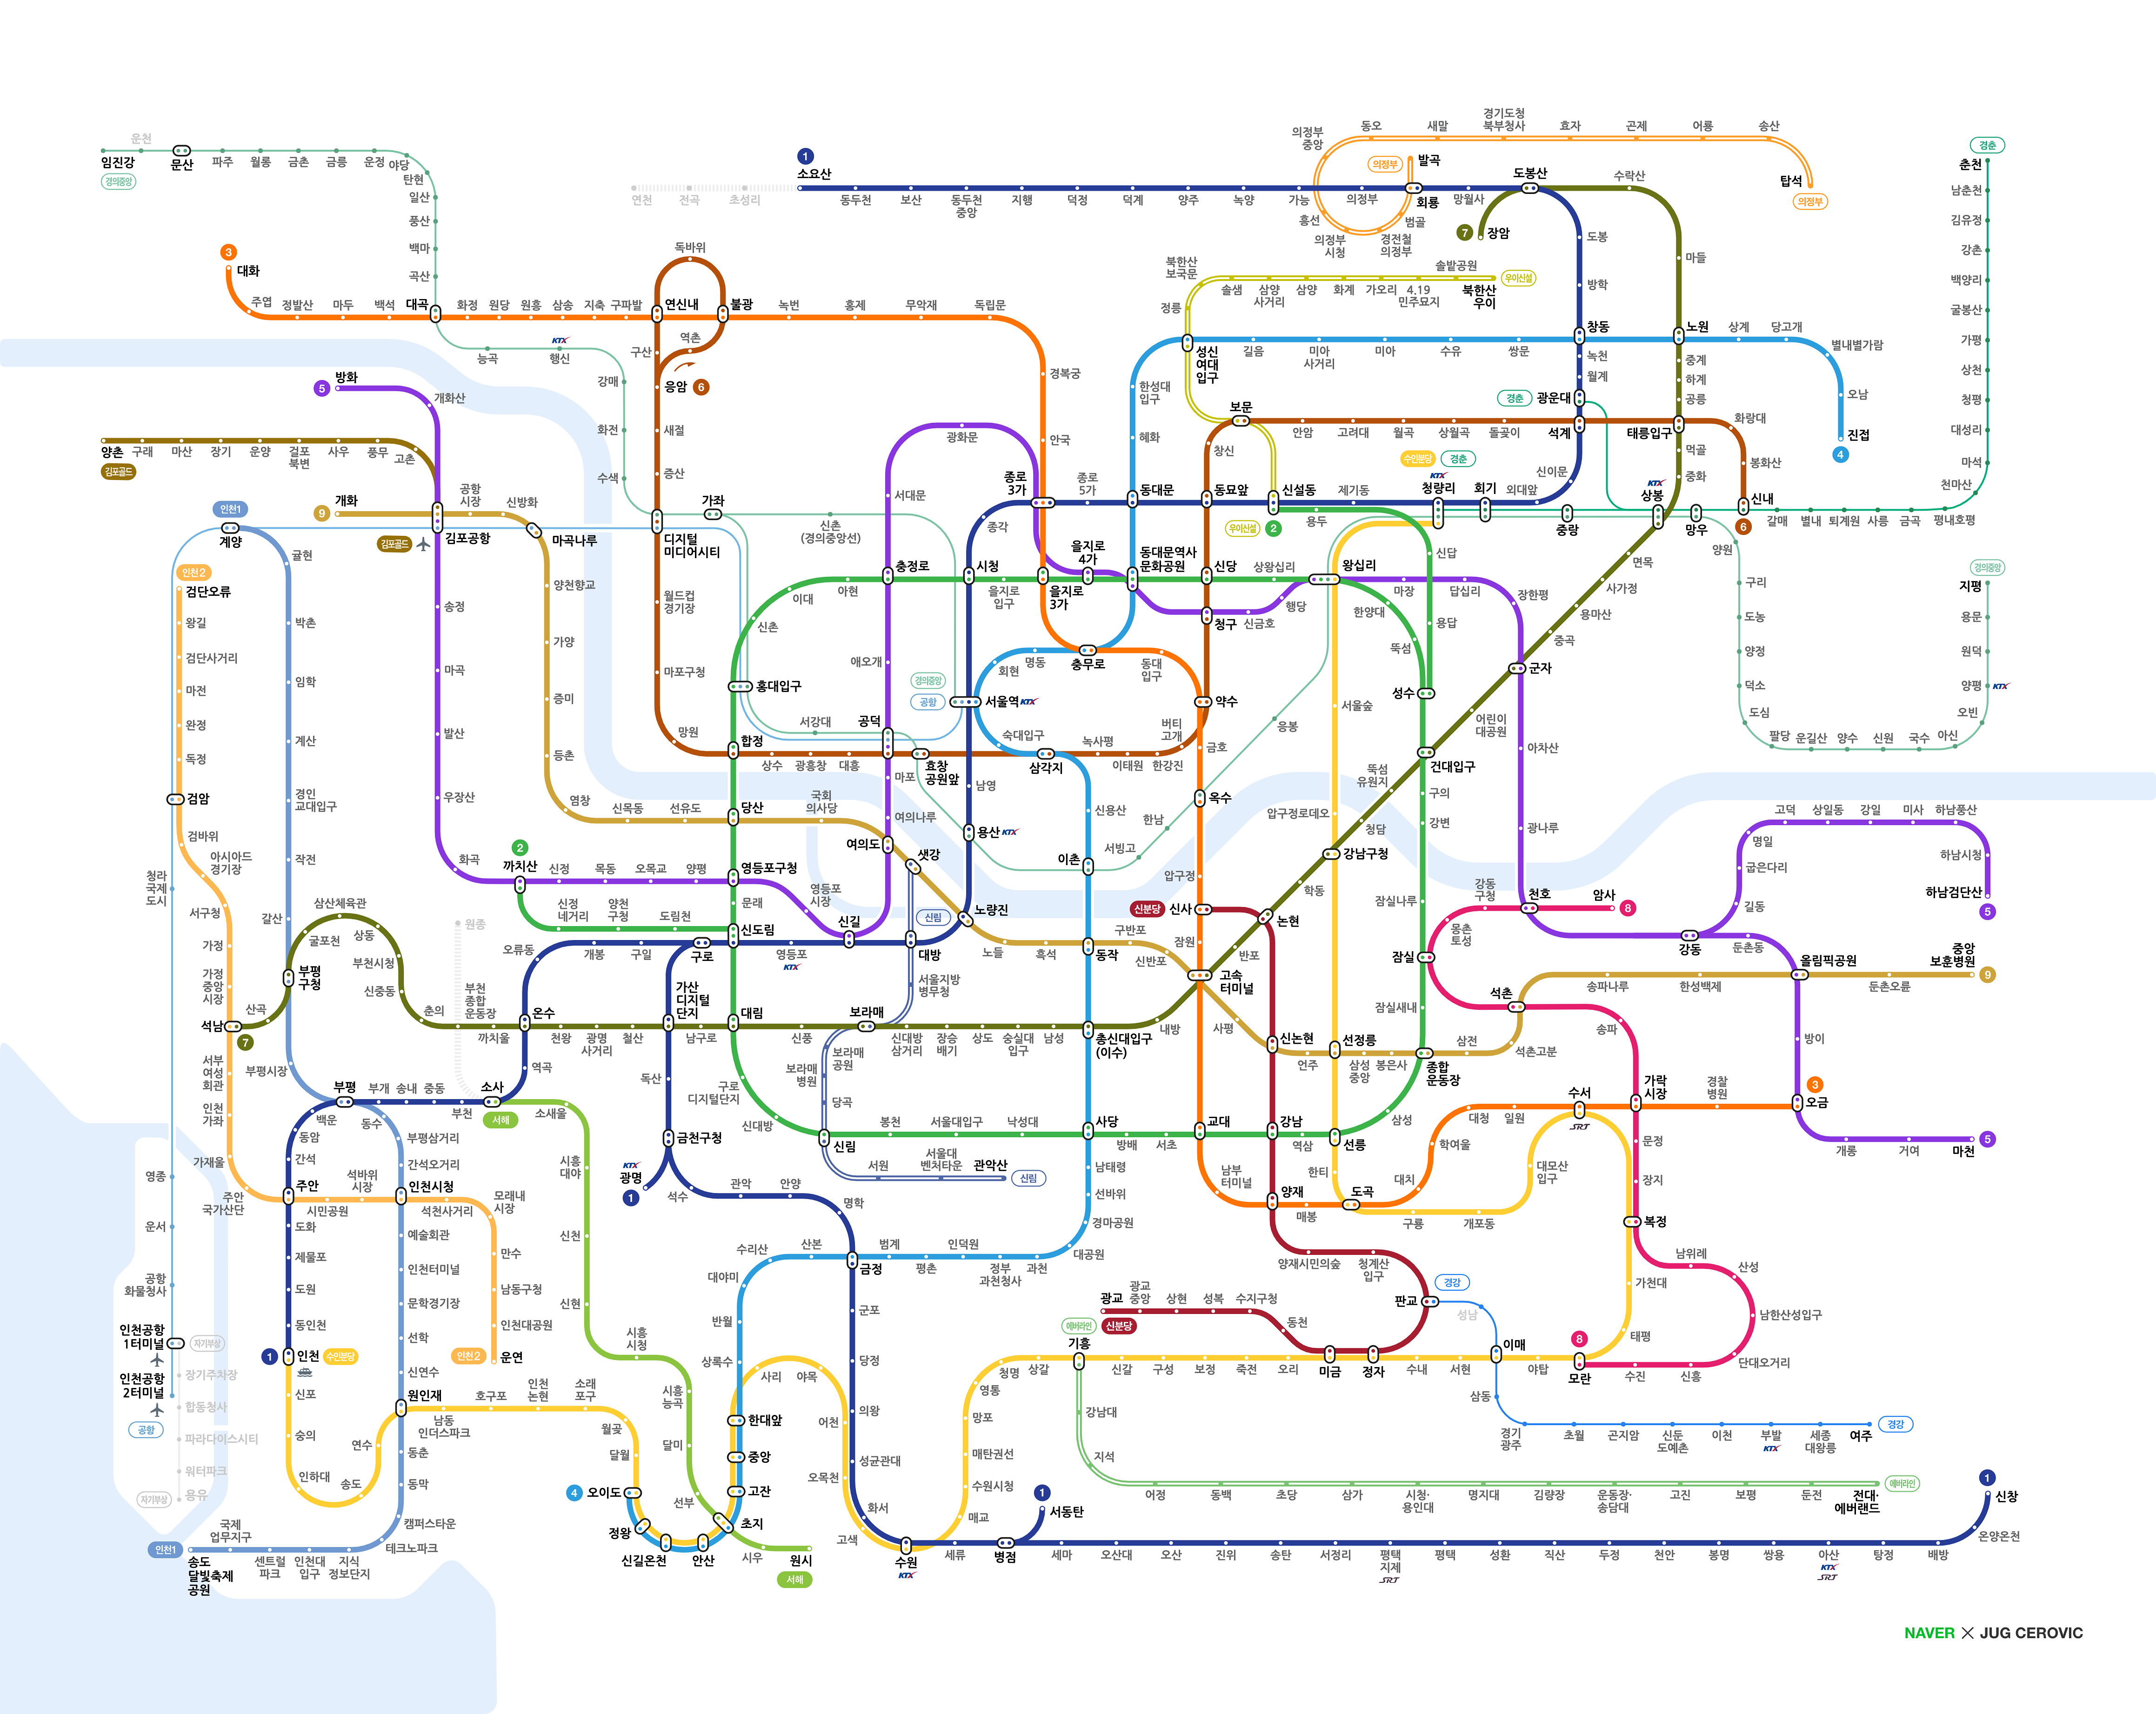 운천
임진강
경의중앙
문산
파주
월롱
금촌
금릉
운정
야당
탄현
일산
풍산
백마
곡산
3
대화
주엽
정발산
마두
백석
대곡
화정
원당
원흥
삼송
지축
구파발
연신내
독바위
불광
역촌
구산
응암 6
녹번
홍제
무악재
독립문
능곡
KTX
행신
강매
화전
수색
새절
증산
연천
전곡
초성리
1
소요산
동두천
보산
동두천
중앙
지행
덕정
덕계
양주
녹양
가능
의정부
회룡
망월사
도봉산
의정부
중앙
동오
새말
경기도청
북부청사
효자
곤제
어룡
송산
탑석
의정부
의정부
발곡
흥선
의정부
시청
경전철
의정부
범골
7 장암
수락산
도봉
방학
마들
창동
노원
상계
당고개
별내별가람
오남
진접
4
북한산
보국문
정릉
솔샘
삼양
사거리
삼양
화계
가오리
4.19
민주묘지
솔밭공원
북한산
우이
우이신설
성신
여대
입구
길음
미아
사거리
미아
수유
쌍문
녹천
월계
중계
하계
공릉
경춘
광운대
석계
태릉입구
화랑대
봉화산
신내
6
먹골
중화
한성대
입구
혜화
보문
안암
고려대
월곡
상월곡
돌곶이
창신
경복궁
안국
광화문
서대문
종로
3가
종각
종로
5가
동대문
동묘앞
신설동
우이신설
2
제기동
수인분당
경춘
KTX
청량리
회기
외대앞
신이문
용두
신답
용답
중랑
KTX
상봉
망우
갈매
별내
퇴계원
사릉
금곡
평내호평
천마산
마석
대성리
청평
상천
가평
굴봉산
백양리
강촌
김유정
남춘천
춘천
경춘
양원
구리
도농
양정
덕소
도심
팔당
운길산
양수
신원
국수
아신
오빈
양평
KTX
원덕
용문
지평
경의중앙
5
방화
개화산
양촌
김포골드
구래
마산
장기
운양
걸포
북변
사우
풍무
고촌
9
개화
공항
시장
신방화
김포골드
김포공항
마곡나루
디지털
미디어시티
가좌
신촌
(경의중앙선)
인천1
계양
귤현
박촌
임학
계산
경인
교대입구
작전
갈산
인천2
검단오류
왕길
검단사거리
마전
완정
독정
검암
검바위
아시아드
경기장
서구청
가정
가정
중앙
시장
석남
7
서부
여성
회관
인천
가좌
가재울
주안
국가산단
청라
국제
도시
영종
운서
공항
화물청사
인천공항
1터미널
인천공항
2터미널
공항
자기부상
장기주차장
합동청사
파라다이스시티
워터파크
용유
자기부상
송정
마곡
발산
우장산
화곡
2
까치산
신정
목동
오목교
양평
영등포구청
신정
네거리
양천
구청
도림천
양천향교
가양
증미
등촌
염창
신목동
선유도
국회
의사당
여의도
샛강
월드컵
경기장
마포구청
망원
합정
상수
광흥창
대흥
공덕
효창
공원앞
삼각지
녹사평
이태원
한강진
버티
고개
약수
청구
신당
신금호
행당
왕십리
상왕십리
마장
답십리
장한평
충정로
아현
이대
신촌
홍대입구
서강대
애오개
마포
여의나루
시청
을지로
입구
을지로
3가
을지로
4가
동대문역사
문화공원
충무로
명동
회현
동대
입구
경의중앙
공항
서울역
KTX
숙대입구
남영
용산
KTX
신용산
이촌
서빙고
한남
옥수
금호
응봉
압구정
신사
신분당
서울숲
압구정로데오
강남구청
한양대
뚝섬
성수
건대입구
구의
강변
잠실나루
잠실
잠실새내
면목
사가정
용마산
중곡
군자
어린이
대공원
뚝섬
유원지
청담
학동
논현
반포
고속
터미널
아차산
광나루
천호
강동
구청
몽촌
토성
암사 8
강동
길동
굽은다리
명일
고덕
상일동
강일
미사
하남풍산
하남시청
하남검단산
5
둔촌동
올림픽공원
방이
오금
3
개롱
거여
마천
5
중앙
보훈병원
9
둔촌오륜
한성백제
송파나루
석촌
석촌고분
송파
삼전
종합
운동장
봉은사
삼성
중앙
선정릉
언주
신논현
사평
당산
문래
신도림
영등포
시장
신길
영등포
KTX
신림
대방
노량진
노들
흑석
동작
구반포
신반포
잠원
서울지방
병무청
보라매
보라매
공원
보라매
병원
당곡
신림
서원
서울대
벤처타운
관악산
신림
구로
구일
개봉
오류동
온수
천왕
광명
사거리
철산
가산
디지털
단지
남구로
대림
신풍
신대방
삼거리
장승
배기
상도
숭실대
입구
남성
총신대입구
(이수)
내방
구로
디지털단지
신대방
봉천
서울대입구
낙성대
사당
방배
서초
교대
강남
역삼
선릉
삼성
남부
터미널
양재
매봉
도곡
한티
대치
학여울
대청
일원
수서
SRT
가락
시장
경찰
병원
문정
장지
복정
남위례
산성
남한산성입구
단대오거리
신흥
수진
8
모란
대모산
입구
개포동
구룡
가천대
태평
야탑
이매
서현
수내
정자
미금
오리
죽전
보정
구성
신갈
기흥
에버라인
상갈
청명
영통
망포
매탄권선
수원시청
매교
양재시민의숲
청계산
입구
판교
경강
성남
동천
수지구청
성복
상현
광교
중앙
광교
신분당
삼동
경기
광주
초월
곤지암
신둔
도예촌
이천
부발
KTX
세종
대왕릉
여주
경강
강남대
지석
어정
동백
초당
삼가
시청·
용인대
명지대
김량장
운동장·
송담대
고진
보평
둔전
전대·
에버랜드
에버라인
원종
부천
종합
운동장
삼산체육관
굴포천
상동
부천시청
신중동
춘의
까치울
부평
구청
산곡
부평시장
부평
부개
송내
중동
부천
소사
서해
역곡
소새울
시흥
대야
신천
신현
시흥
시청
시흥
능곡
달미
선부
초지
시우
원시
서해
백운
동암
간석
주안
도화
제물포
도원
동인천
1 인천 수인분당
신포
숭의
인하대
송도
연수
원인재
동수
부평삼거리
간석오거리
석바위
시장
시민공원
인천시청
석천사거리
모래내
시장
만수
남동구청
인천대공원
인천2 운연
예술회관
인천터미널
문학경기장
선학
신연수
동춘
동막
캠퍼스타운
테크노파크
지식
정보단지
인천대
입구
센트럴
파크
국제
업무지구
인천1
송도
달빛축제
공원
남동
인더스파크
호구포
인천
논현
소래
포구
월곶
달월
4 오이도
정왕
신길온천
안산
고잔
중앙
한대앞
상록수
반월
대야미
수리산
산본
금정
범계
평촌
인덕원
정부
과천청사
과천
대공원
경마공원
선바위
남태령
사리
야목
어천
오목천
고색
독산
금천구청
KTX
광명
1
석수
관악
안양
명학
군포
당정
의왕
성균관대
화서
수원
KTX
세류
병점
1
서동탄
세마
오산대
오산
진위
송탄
서정리
평택
지제
SRT
평택
성환
직산
두정
천안
봉명
쌍용
아산
KTX
SRT
탕정
배방
온양온천
1
신창
NAVER × JUG CEROVIC